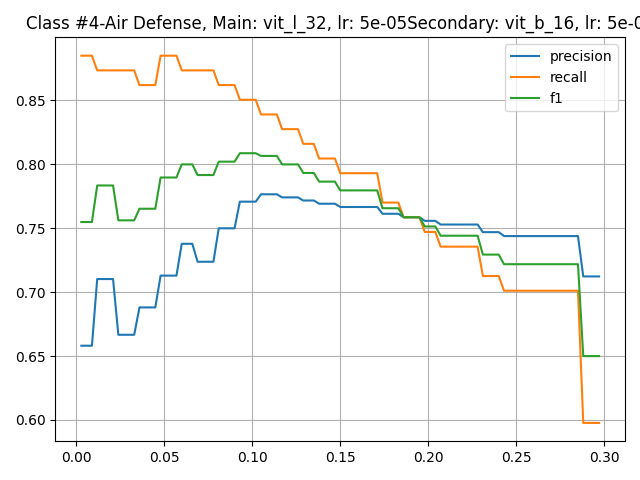 Class #4-Air Defense, Main: vit_l_32, lr: 5e-05Secondary: vit_b_16, lr: 5e-0
precision
recall
f1
0.85
0.80
0.75
0.70
0.65
0.60
0.00 0.05 0.10 0.15 0.20 0.25 0.30